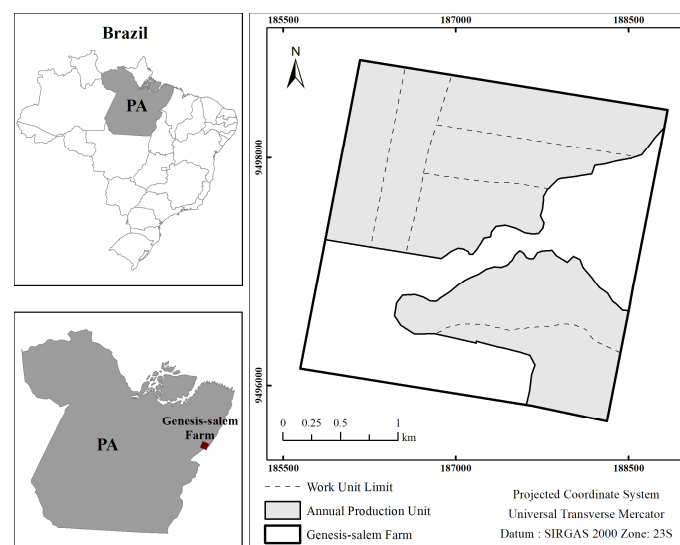 Brazil
PA
Genesis-salem
Farm
PA
185500
187000
188500
N
9498000
9496000
0 0.25 0.5 1
km
185500
187000
188500
Work Unit Limit
Annual Production Unit
Genesis-salem Farm
Projected Coordinate System
Universal Transverse Mercator
Datum : SIRGAS 2000 Zone: 23S